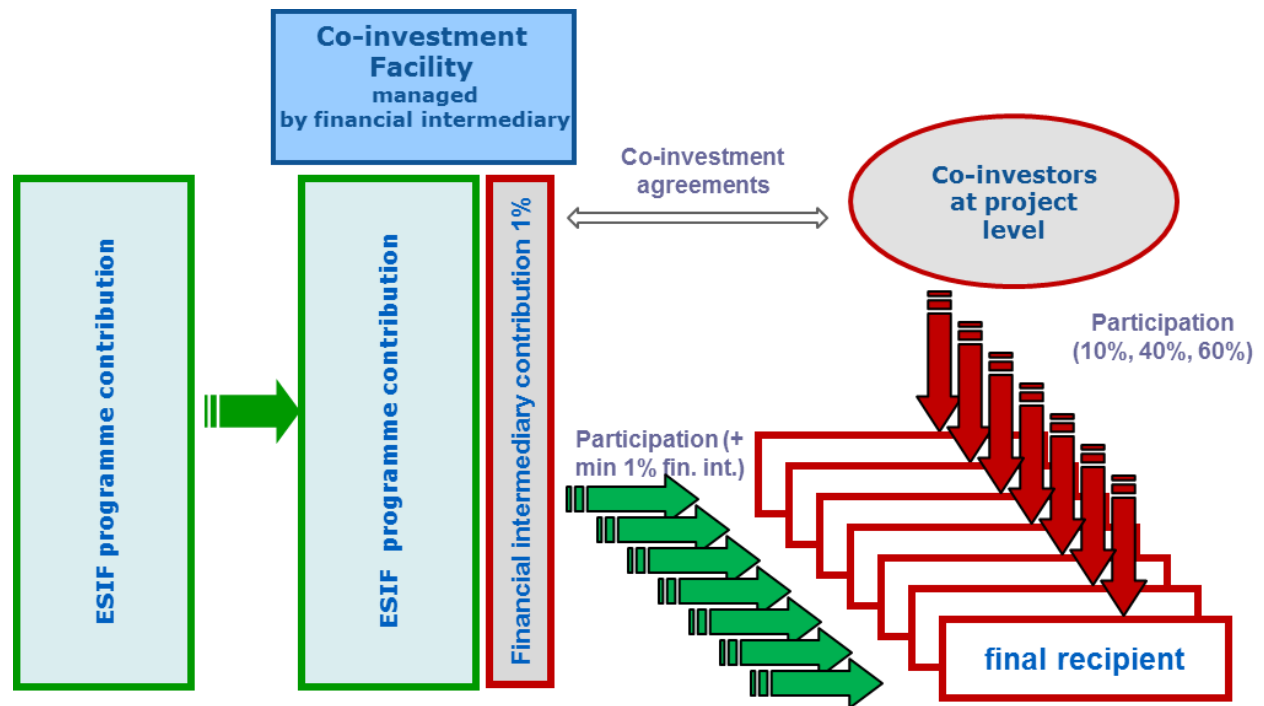 Co-investment
Facility
managed
by financial intermediary
ESIF programme contribution
ESIF programme contribution
Financial intermediary contribution 1%
Co-investment
agreements
Co-investors
at project
level
Participation
(10%, 40%, 60%)
Participation (+
min 1% fin. int.)
final recipient